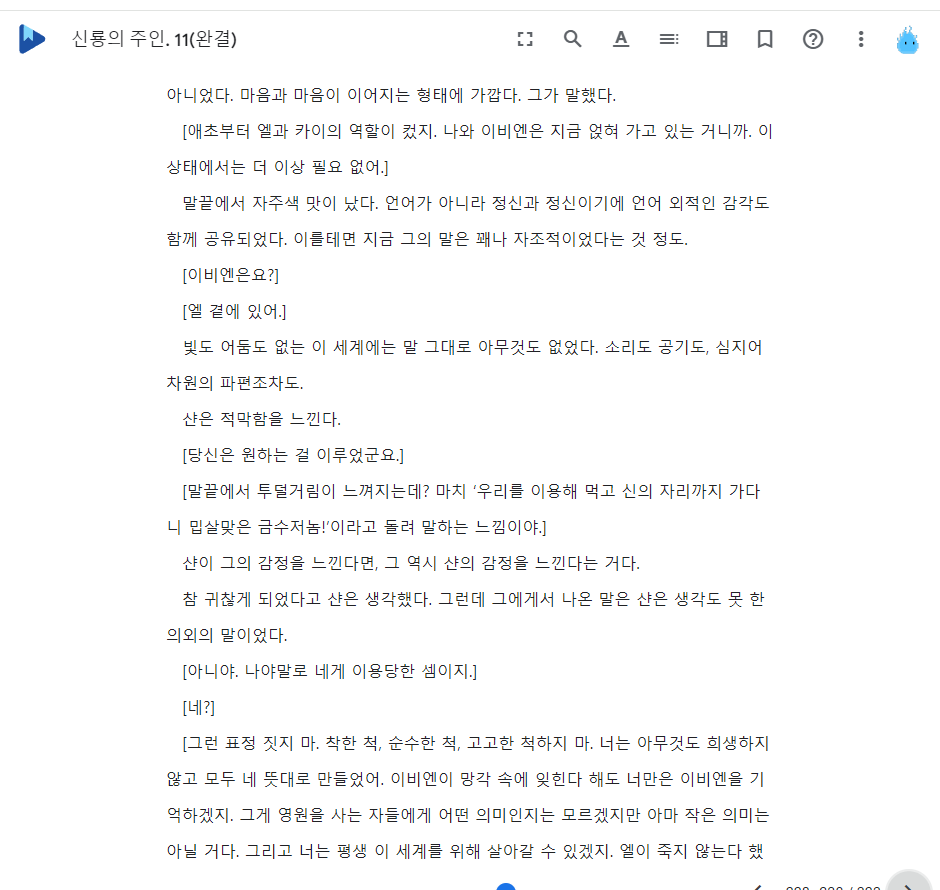 신룡의 주인. 11(완결)
아니었다. 마음과 마음이 이어지는 형태에 가깝다. 그가 말했다.
[애초부터 엘과 카이의 역할이 컸지. 나와 이비엔은 지금 얹혀 가고 있는 거니까. 이
상태에서는 더 이상 필요 없어.]
말끝에서 자주색 맛이 났다. 언어가 아니라 정신과 정신이기에 언어 외적인 감각도
함께 공유되었다. 이를테면 지금 그의 말은 꽤나 자조적이었다는 것 정도.
[이비엔은요?]
[엘 곁에 있어.]
빛도 어둠도 없는 이 세계에는 말 그대로 아무것도 없었다. 소리도 공기도, 심지어
차원의 파편조차도.
샨은 적막함을 느낀다.
[당신은 원하는 걸 이루었군요.]
[말끝에서 투덜거림이 느껴지는데? 마치 ‘우리를 이용해 먹고 신의 자리까지 가다
니 밉살맞은 금수저놈!’이라고 돌려 말하는 느낌이야.]
샨이 그의 감정을 느낀다면, 그 역시 샨의 감정을 느낀다는 거다.
참 귀찮게 되었다고 샨은 생각했다. 그런데 그에게서 나온 말은 샨은 생각도 못 한
의외의 말이었다.
[아니야. 나야말로 네게 이용당한 셈이지.]
[네?]
[그런 표정 짓지 마. 착한 척, 순수한 척, 고고한 척하지 마. 너는 아무것도 희생하지
않고 모두 네 뜻대로 만들었어. 이비엔이 망각 속에 잊힌다 해도 너만은 이비엔을 기
억하겠지. 그게 영원을 사는 자들에게 어떤 의미인지는 모르겠지만 아마 작은 의미는
아닐 거다. 그리고 너는 평생 이 세계를 위해 살아갈 수 있겠지. 엘이 죽지 않는다 했